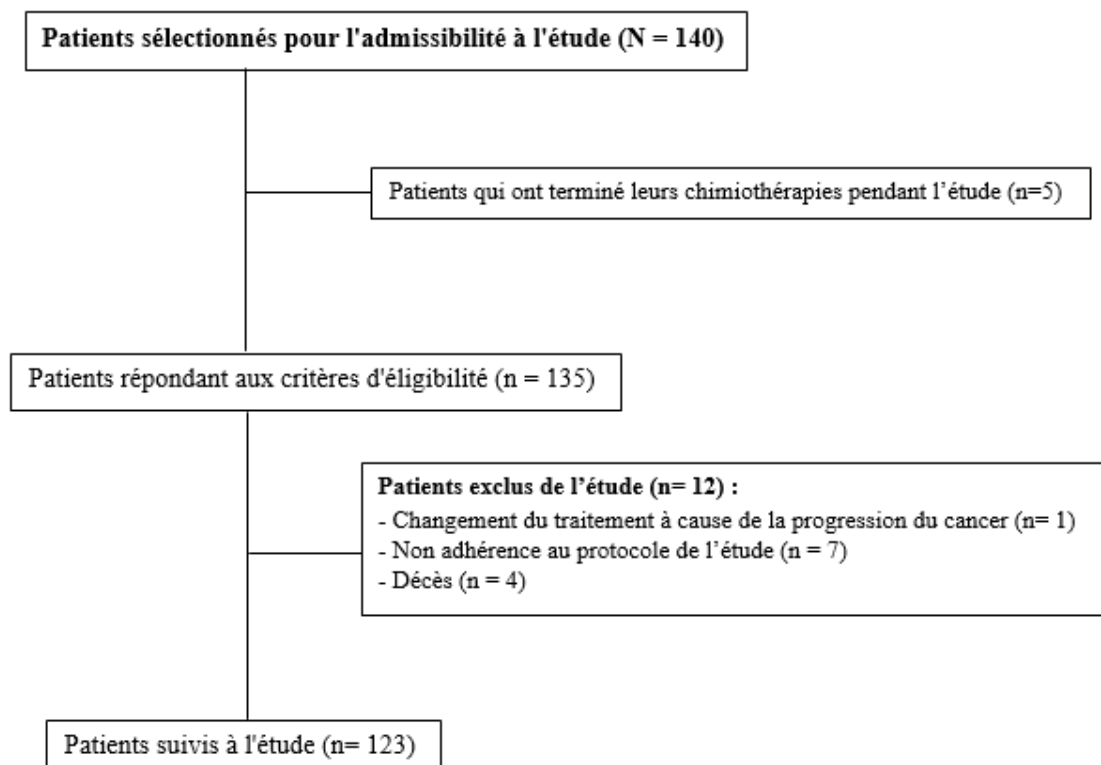 Patients sélectionnés pour l'admissibilité à l'étude (N = 140)
Patients qui ont terminé leurs chimiothérapies pendant l’étude (n=5)
Patients répondant aux critères d'éligibilité (n = 135)
Patients exclus de l’étude (n= 12) :
- Changement du traitement à cause de la progression du cancer (n= 1)
- Non adhérence au protocole de l’étude (n = 7)
- Décès (n = 4)
Patients suivis à l'étude (n= 123)